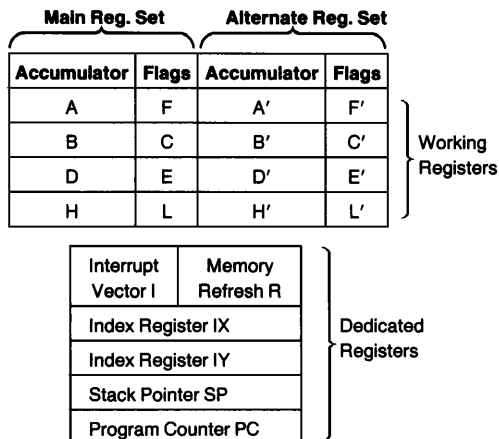 Main Reg. Set Alternate Reg. Set
Accumulator Flags Accumulator Flags
A F A′ F′
B C B′ C′
D E D′ E′
H L H′ L′
Working
Registers
Interrupt
Vector I
Memory
Refresh R
Index Register IX
Index Register IY
Stack Pointer SP
Program Counter PC
Dedicated
Registers